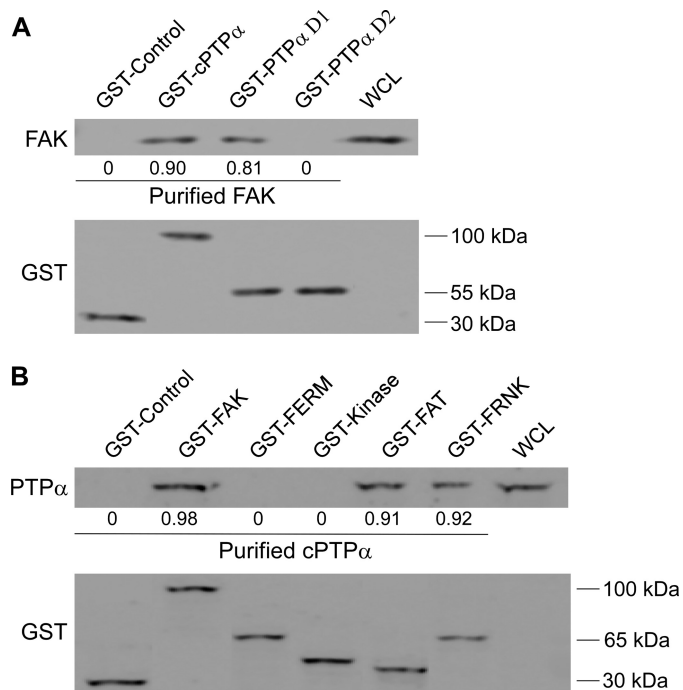 A
GST-Control
GST-cPTPα
GST-PTPα D1
GST-PTPα D2
WCL
FAK
0 0.90 0.81 0
Purified FAK
GST
100 kDa
55 kDa
30 kDa
B
GST-Control
GST-FAK
GST-FERM
GST-Kinase
GST-FAT
GST-FRNK
WCL
PTPα
0 0.98 0 0 0.91 0.92
Purified cPTPα
GST
100 kDa
65 kDa
30 kDa